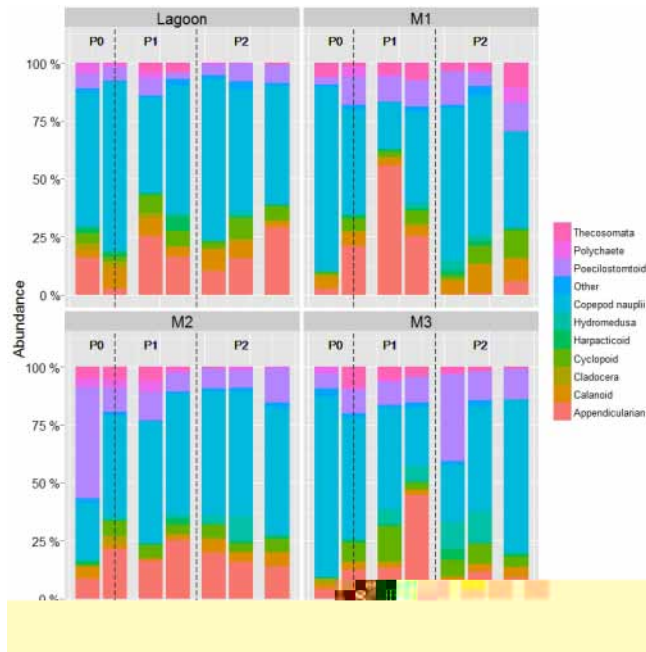 Lagoon
M1
P0 P1 P2
P0 P1 P2
100 %
75 %
50 %
25 %
0 %
M2
M3
P0 P1 P2
P0 P1 P2
100 %
75 %
50 %
25 %
Abundance
Thecosomata
Polychaete
Poecilostomtoid
Other
Copepod nauplii
Hydromedusa
Harpacticoid
Cyclopoid
Cladocera
Calanoid
Appendicularian